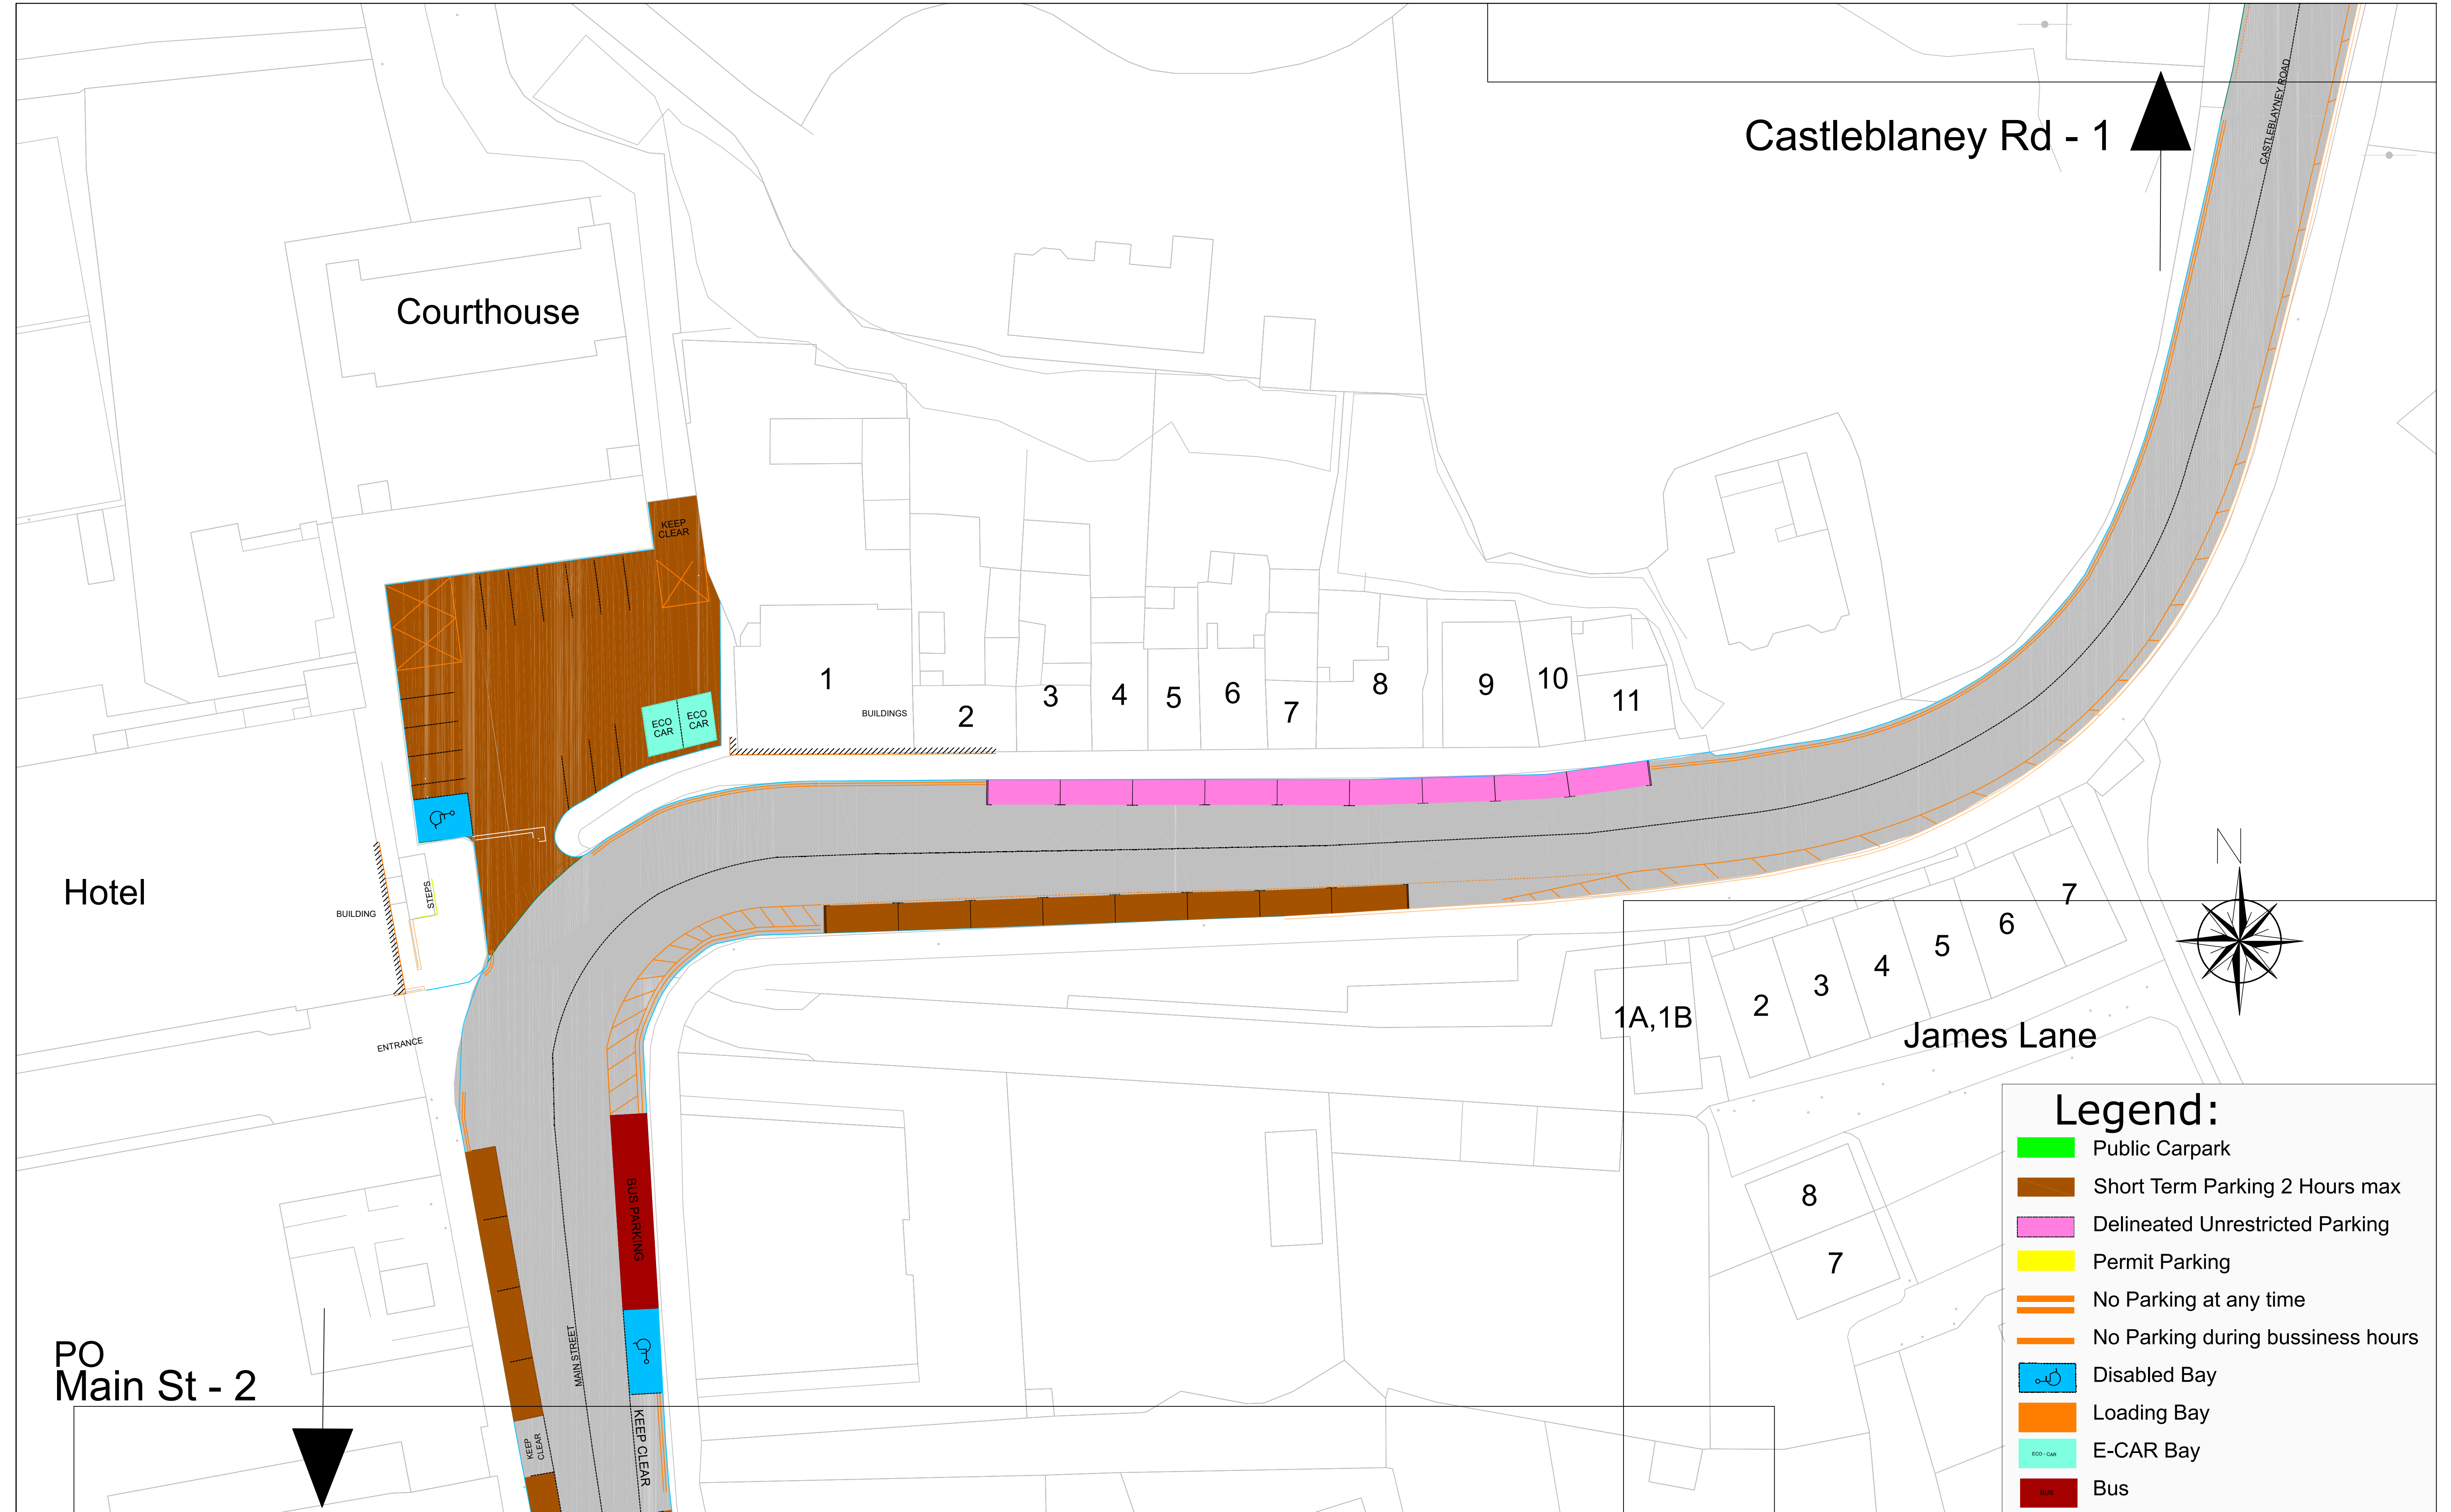 CASTLEBLAYNEY ROAD
Castleblaney Rd - 1
Courthouse
KEEP
CLEAR
ECO
CAR
ECO
CAR
1
BUILDINGS
2
3
4
5
6
7
8
9
10
11
Hotel
BUILDING
STEPS
ENTRANCE
N
1A,1B
2
3
4
5
6
7
James Lane
8
7
BUS PARKING
MAIN STREET
KEEP CLEAR
KEEP
CLEAR
PO
Main St - 2
Legend:
Public Carpark
Short Term Parking 2 Hours max
Delineated Unrestricted Parking
Permit Parking
No Parking at any time
No Parking during bussiness hours
Disabled Bay
Loading Bay
ECO - CAR
E-CAR Bay
BUS
Bus